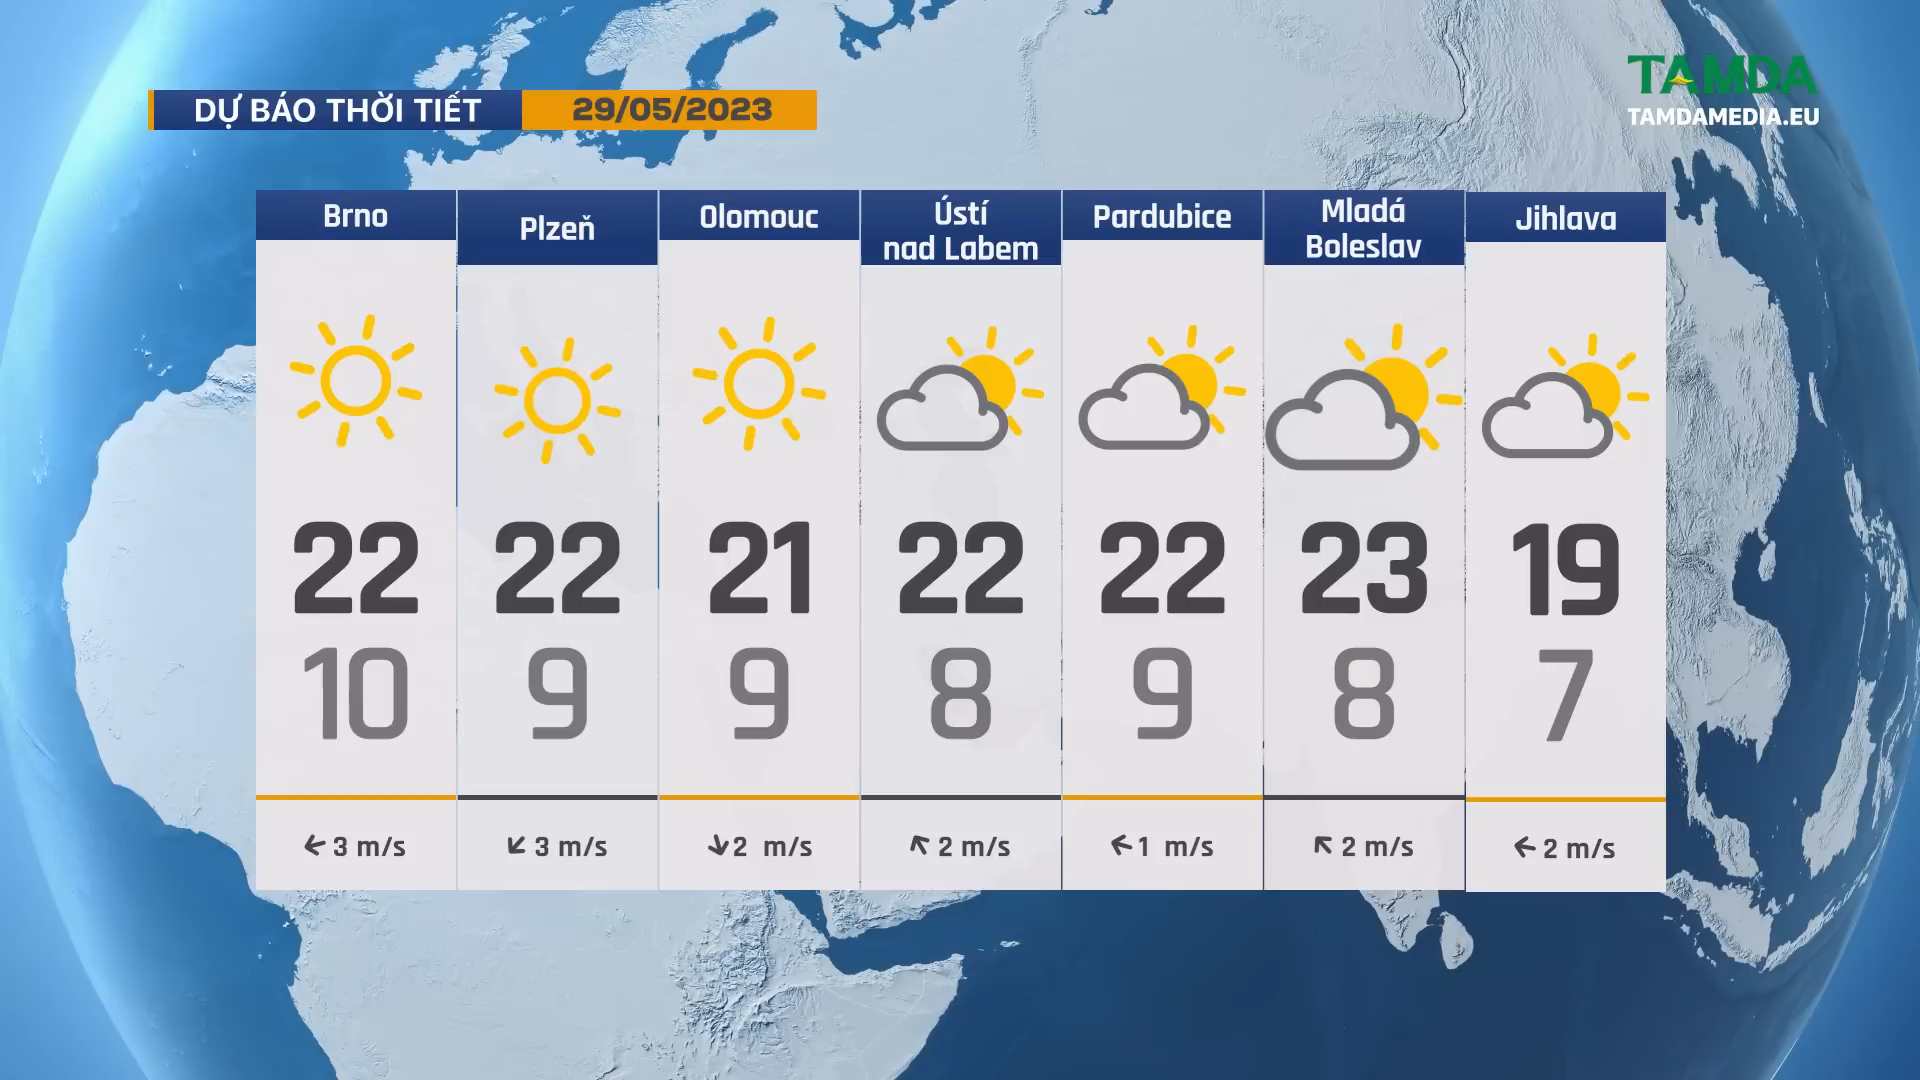 TAMDA
TAMDAMEDIA.EU
DỰ BÁO THỜI TIẾT 29/05/2023
Brno
22
10
3 m/s
Plzeň
22
9
3 m/s
Olomouc
21
9
2 m/s
Ústí
nad Labem
22
8
2 m/s
Pardubice
22
9
1 m/s
Mladá
Boleslav
23
8
2 m/s
Jihlava
19
7
2 m/s